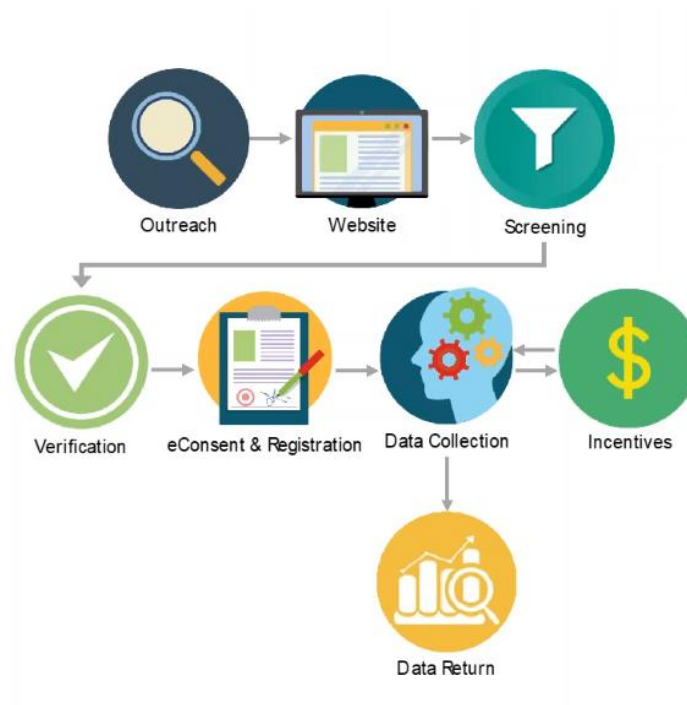 Outreach
Website
Screening
Verification
eConsent & Registration
Data Collection
Incentives
Data Return